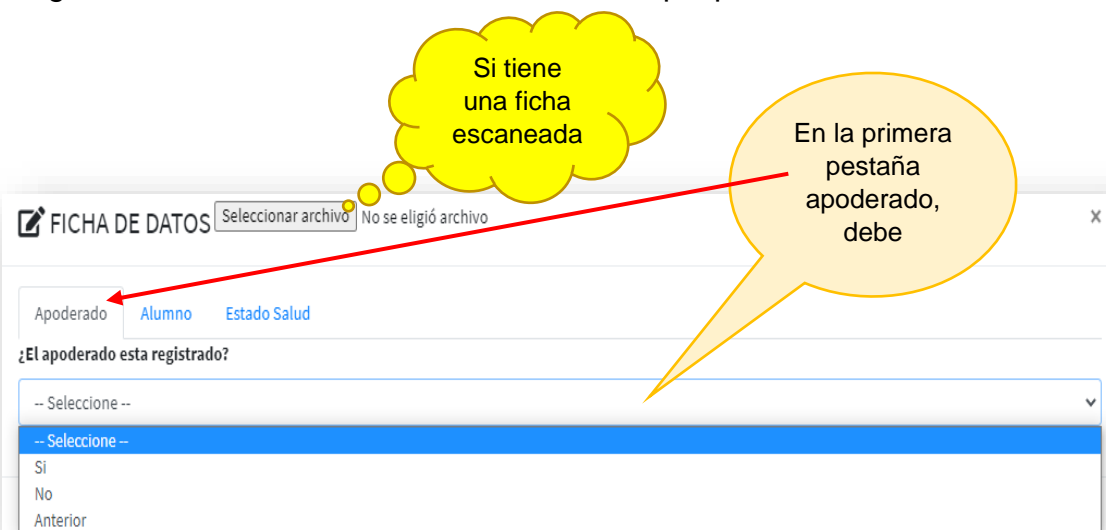 Si tiene
una ficha
escaneada
En la primera
pestaña
apoderado,
debe
FICHA DE DATOS Seleccionar archivo No se eligió archivo
x
Apoderado Alumno Estado Salud
¿El apoderado esta registrado?
-- Seleccione --
-- Seleccione --
Si
No
Anterior